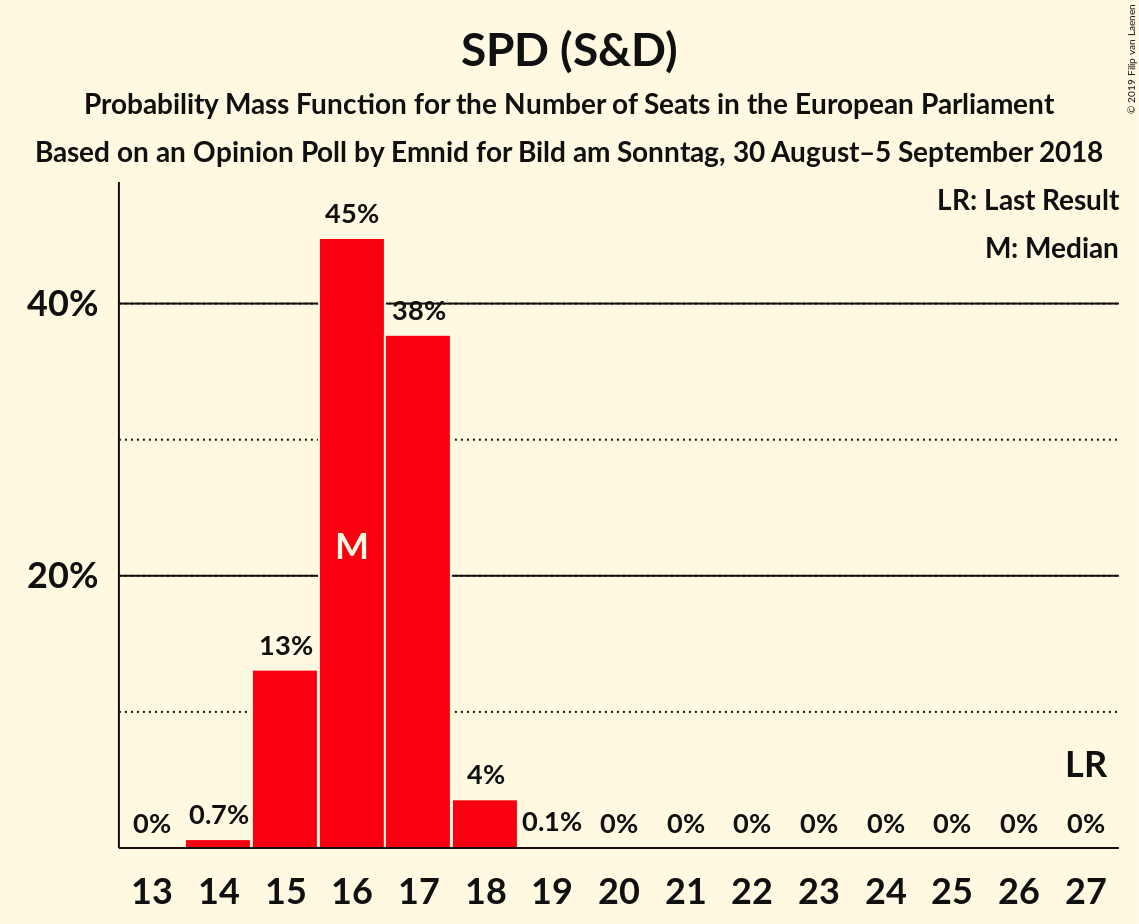 SPD (S&D)
Probability Mass Function for the Number of Seats in the European Parliament
Based on an Opinion Poll by Emnid for Bild am Sonntag, 30 August–5 September 2018
© 2019 Filip van Laenen
LR: Last Result
M: Median
45%
40%
38%
M
20%
13%
LR
4%
0% 0.7% 0.1% 0% 0% 0% 0% 0% 0% 0% 0%
13 14 15 16 17 18 19 20 21 22 23 24 25 26 27